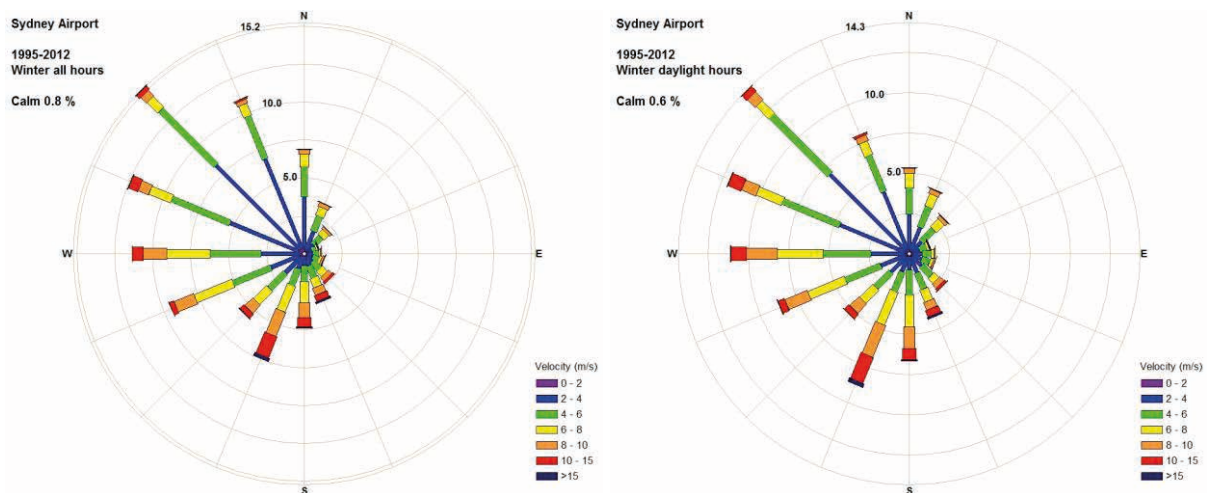 Sydney Airport
1995-2012
Winter all hours
Calm 0.8 %
N
15.2
10.0
5.0
W
E
S
Velocity (m/s)
0 - 2
2 - 4
4 - 6
6 - 8
8 - 10
10 - 15
>15
Sydney Airport
1995-2012
Winter daylight hours
Calm 0.6 %
N
14.3
10.0
5.0
W
E
S
Velocity (m/s)
0 - 2
2 - 4
4 - 6
6 - 8
8 - 10
10 - 15
>15